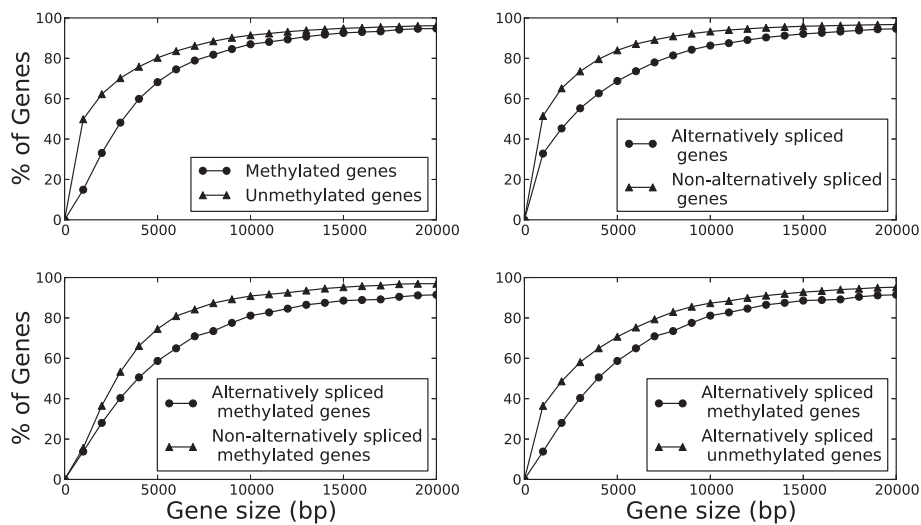 100
80
60
40
20
0
% of Genes
Methylated genes
Unmethylated genes
0 5000 10000 15000 20000
100
80
60
40
20
0
Alternatively spliced
genes
Non-alternatively spliced
genes
0 5000 10000 15000 20000
100
80
60
40
20
0
% of Genes
Alternatively spliced
methylated genes
Non-alternatively spliced
methylated genes
0 5000 10000 15000 20000
Gene size (bp)
100
80
60
40
20
0
Alternatively spliced
methylated genes
Alternatively spliced
unmethylated genes
0 5000 10000 15000 20000
Gene size (bp)